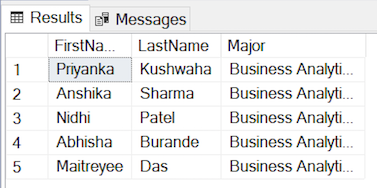 Results Messages
FirstNa... LastName Major
1 Priyanka Kushwaha Business Analyti...
2 Anshika Sharma Business Analyti...
3 Nidhi Patel Business Analyti...
4 Abhisha Burande Business Analyti...
5 Maitreyee Das Business Analyti...